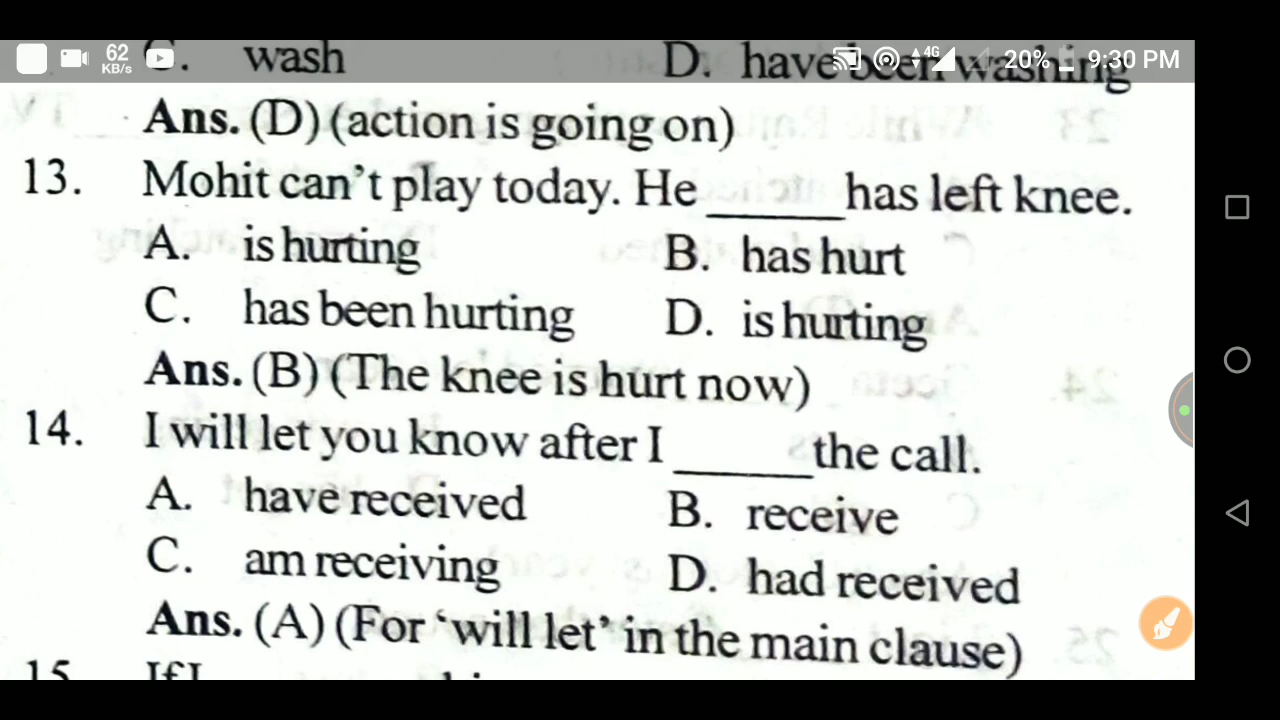 62
KB/s
4G
20%
9:30 PM
C. wash D. have been washing
Ans. (D) (action is going on)
13. Mohit can't play today. He ______ has left knee.
A. is hurting B. has hurt
C. has been hurting D. is hurting
Ans. (B) (The knee is hurt now)
14. I will let you know after I ______ the call.
A. have received B. receive
C. am receiving D. had received
Ans. (A) (For ‘will let’ in the main clause)
15. If I